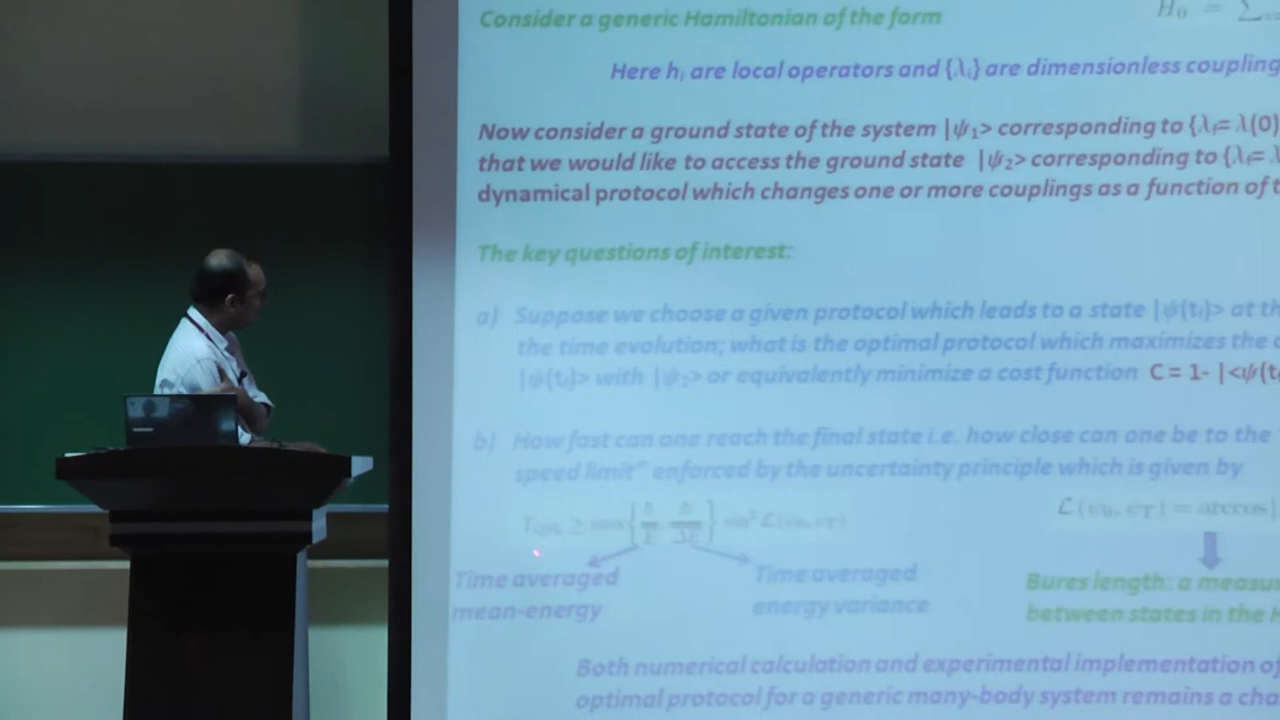 Consider a generic Hamiltonian of the form
H₀ = ∑
Here hᵢ are local operators and {λᵢ} are dimensionless coupling
Now consider a ground state of the system |ψ₁> corresponding to {λᵢ= λ(0)
that we would like to access the ground state |ψ₂> corresponding to {λᵢ=
dynamical protocol which changes one or more couplings as a function of t
The key questions of interest:
a) Suppose we choose a given protocol which leads to a state |ψ(tᵢ)> at th
the time evolution; what is the optimal protocol which maximizes the
|ψ(tᵢ)> with |ψ₂> or equivalently minimize a cost function C = 1- |<ψ(t
b) How fast can one reach the final state i.e. how close can one be to the
speed limit" enforced by the uncertainty principle which is given by
≥ max{ħ/E, ħ/ΔE}
= arccos|
Time averaged
mean-energy
Time averaged
energy variance
Bures length: a measu
between states in the H
Both numerical calculation and experimental implementation of
optimal protocol for a generic many-body system remains a cha